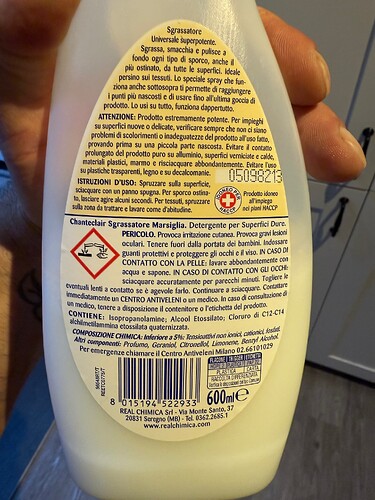 Sgrassatore
Universale superpotente.
Sgrassa, smacchia e pulisce a
fondo ogni tipo di sporco, anche il
più ostinato, da tutte le superfici. Ideale
persino sui tessuti. Lo speciale spray che fun-
ziona anche sottosopra ti permette di raggiungere
i punti più nascosti e di usare fino all'ultima goccia di
prodotto. Lo usi su tutto, funziona dappertutto.
ATTENZIONE: Prodotto estremamente potente. Per impieghi
su superfici nuove o delicate, verificare sempre che non ci siano
problemi di scolorimento o inadeguatezza del prodotto all'uso fatto,
provando prima su una piccola parte nascosta. Evitare il contatto
prolungato del prodotto puro su alluminio, superfici verniciate e calde,
materiali plastici, marmo e risciacquare abbondantemente. Evitare l'uso
su plastiche trasparenti, legno e su decalcomanie.
05098213
ISTRUZIONI D'USO: Spruzzare sulla superficie,
sciacquare con una spugna pulita. Per sporco ostina-
to, lasciare agire alcuni secondi. Per tessuti, spruzzare
sulla zona da trattare e lavare come d'abitudine.
IDONEO PIANI
HACCP
Prodotto idoneo
all'impiego
nei piani HACCP
Chanteclair Sgrassatore Marsiglia. Detergente per Superfici Dure.
PERICOLO. Provoca irritazione cutanea. Provoca gravi lesioni
oculari. Tenere fuori dalla portata dei bambini. Indossare
guanti protettivi e proteggere gli occhi e il viso. IN CASO DI
CONTATTO CON LA PELLE: lavare abbondantemente con
acqua e sapone. IN CASO DI CONTATTO CON GLI OCCHI:
sciacquare accuratamente per parecchi minuti. Togliere le
eventuali lenti a contatto se è agevole farlo. Continuare a sciacquare. Contattare
immediatamente un CENTRO ANTIVELENI o un medico. In caso di consultazione di
un medico, tenere a disposizione il contenitore o l'etichetta del prodotto.
CONTIENE: Isopropanolamine; Alcool Etossilato; Cloruro di C12-C14
alchilmetilammina etossilata quaternizzata.
COMPOSIZIONE CHIMICA: Inferiore a 5%: Tensioattivi non ionici, cationici, fosfati.
Altri componenti: Profumo, Geraniol, Citronellol, Limonene, Benzyl Alcohol.
Per emergenze chiamare il Centro Antiveleni Milano 02.66101029
8 015194 522933
600ml e
REAL CHIMICA Srl - Via Monte Santo, 37
20831 Seregno (MB) - Tel. 0362.2685.1
www.realchimica.com